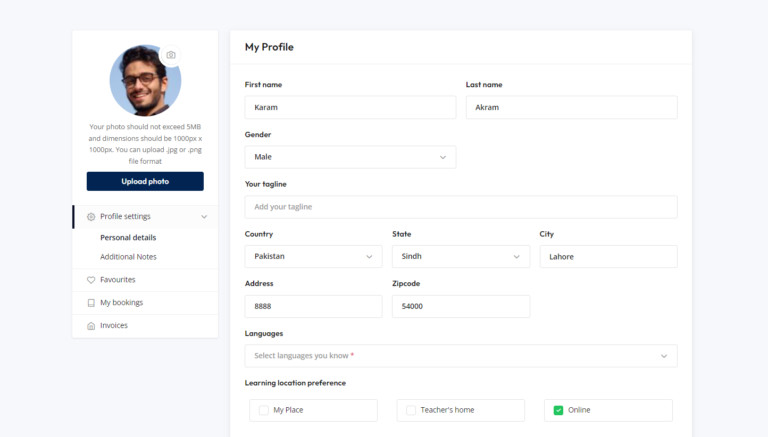 My Profile
Your photo should not exceed 5MB
and dimensions should be 1000px x
1000px. You can upload .jpg or .png
file format
Upload photo
Profile settings
Personal details
Additional Notes
Favourites
My bookings
Invoices
First name
Last name
Karam
Akram
Gender
Male
Your tagline
Add your tagline
Country
State
City
Pakistan
Sindh
Lahore
Address
Zipcode
8888
54000
Languages
Select languages you know *
Learning location preference
My Place
Teacher's home
Online